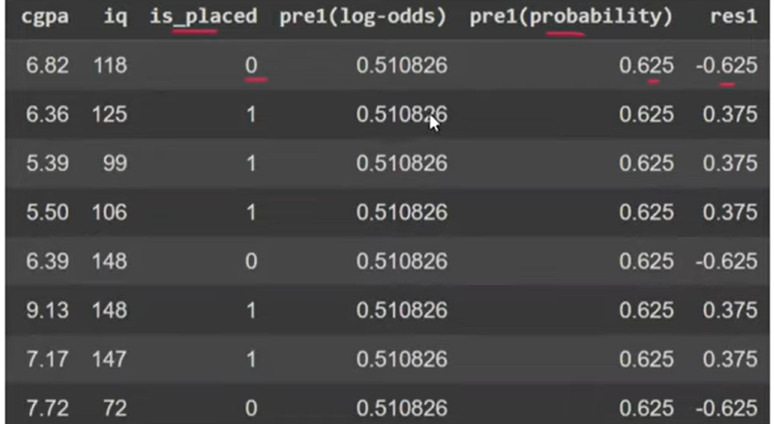 cgpa iq is_placed pre1(log-odds) pre1(probability) res1
6.82 118 0 0.510826 0.625 -0.625
6.36 125 1 0.510826 0.625 0.375
5.39 99 1 0.510826 0.625 0.375
5.50 106 1 0.510826 0.625 0.375
6.39 148 0 0.510826 0.625 -0.625
9.13 148 1 0.510826 0.625 0.375
7.17 147 1 0.510826 0.625 0.375
7.72 72 0 0.510826 0.625 -0.625